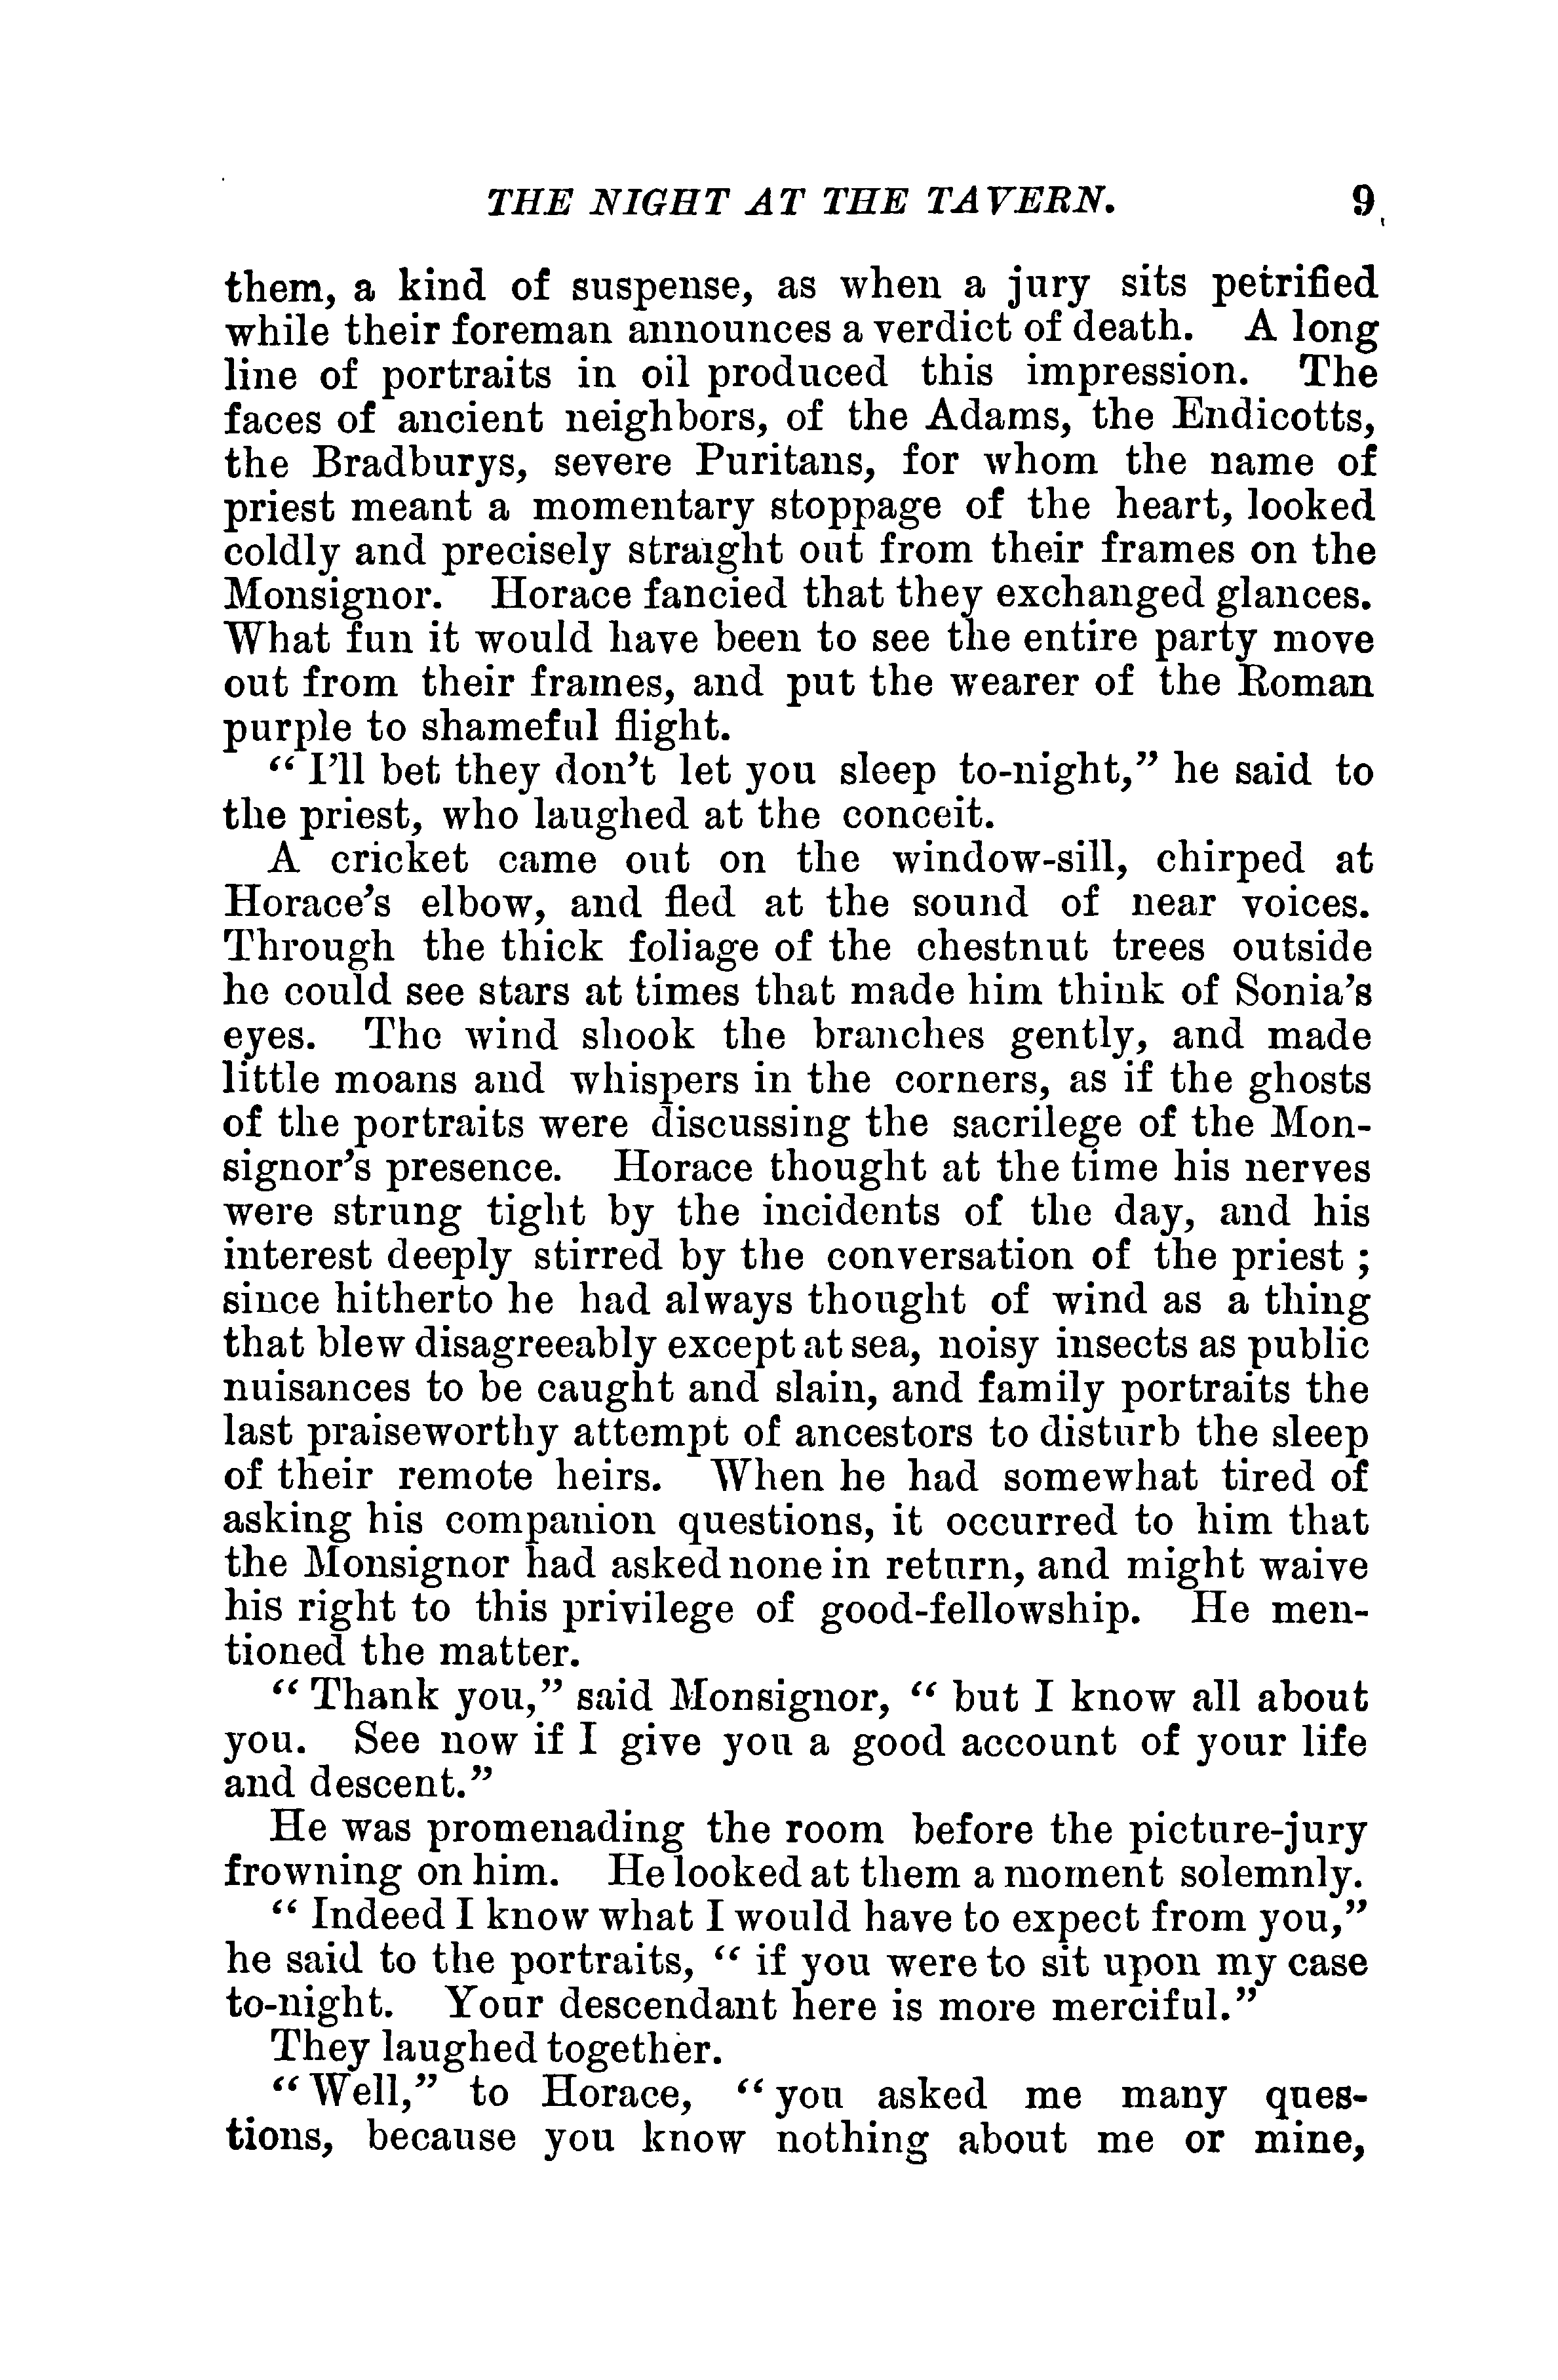 THE NIGHT AT THE TAVERN. 9
them, a kind of suspense, as when a jury sits petrified
while their foreman announces a verdict of death. A long
line of portraits in oil produced this impression. The
faces of ancient neighbors, of the Adams, the Endicotts,
the Bradburys, severe Puritans, for whom the name of
priest meant a momentary stoppage of the heart, looked
coldly and precisely straight out from their frames on the
Monsignor. Horace fancied that they exchanged glances.
What fun it would have been to see the entire party move
out from their frames, and put the wearer of the Roman
purple to shameful flight.
“ I’ll bet they don’t let you sleep to-night,” he said to
the priest, who laughed at the conceit.
A cricket came out on the window-sill, chirped at
Horace’s elbow, and fled at the sound of near voices.
Through the thick foliage of the chestnut trees outside
he could see stars at times that made him think of Sonia’s
eyes. The wind shook the branches gently, and made
little moans and whispers in the corners, as if the ghosts
of the portraits were discussing the sacrilege of the Mon-
signor’s presence. Horace thought at the time his nerves
were strung tight by the incidents of the day, and his
interest deeply stirred by the conversation of the priest ;
since hitherto he had always thought of wind as a thing
that blew disagreeably except at sea, noisy insects as public
nuisances to be caught and slain, and family portraits the
last praiseworthy attempt of ancestors to disturb the sleep
of their remote heirs. When he had somewhat tired of
asking his companion questions, it occurred to him that
the Monsignor had asked none in return, and might waive
his right to this privilege of good-fellowship. He men-
tioned the matter.
“ Thank you,” said Monsignor, “ but I know all about
you. See now if I give you a good account of your life
and descent.”
He was promenading the room before the picture-jury
frowning on him. He looked at them a moment solemnly.
“ Indeed I know what I would have to expect from you,”
he said to the portraits, “ if you were to sit upon my case
to-night. Your descendant here is more merciful.”
They laughed together.
“ Well,” to Horace, “ you asked me many ques-
tions, because you know nothing about me or mine,